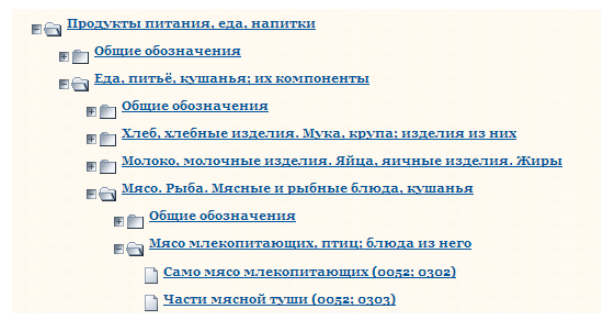 Продукты питания, еда, напитки
Общие обозначения
Еда, питьё, кушанья; их компоненты
Общие обозначения
Хлеб, хлебные изделия. Мука, крупа; изделия из них
Молоко, молочные изделия. Яйца, яичные изделия. Жиры
Мясо. Рыба. Мясные и рыбные блюда, кушанья
Общие обозначения
Мясо млекопитающих, птиц; блюда из него
Само мясо млекопитающих (0052; 0302)
Части мясной туши (0052; 0303)